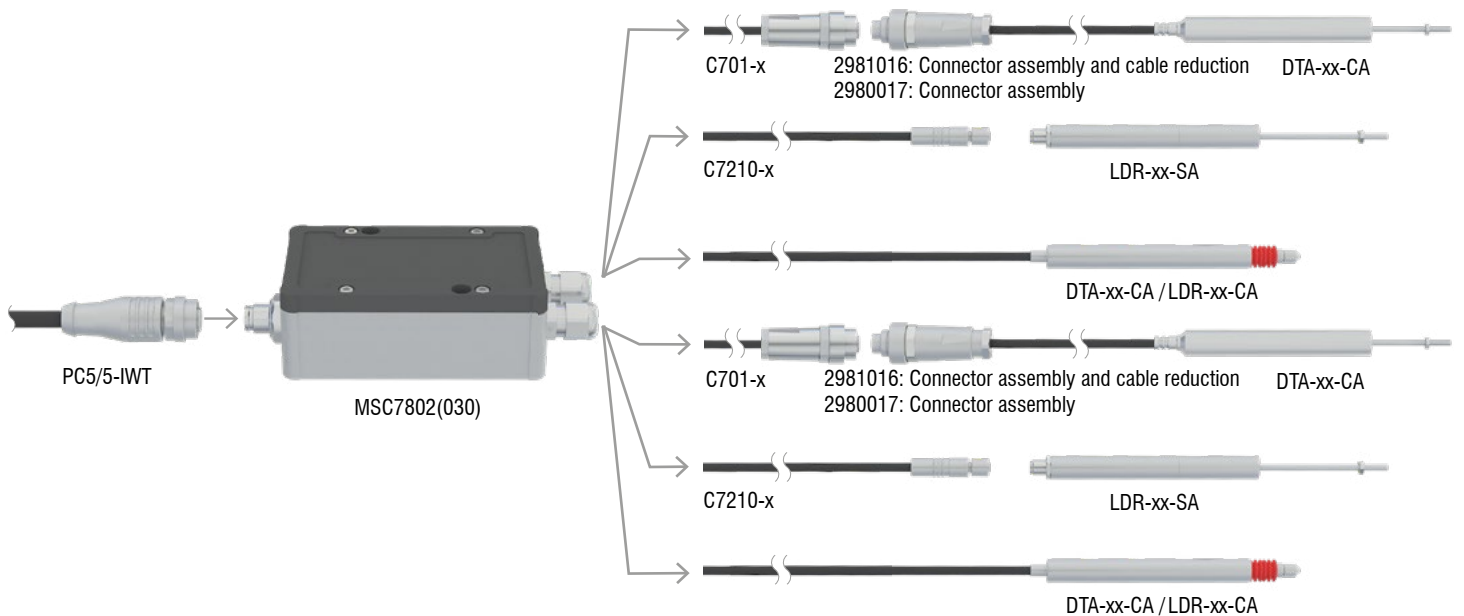 C701-x
2981016: Connector assembly and cable reduction
2980017: Connector assembly
DTA-xx-CA
C7210-x
LDR-xx-SA
DTA-xx-CA / LDR-xx-CA
PC5/5-IWT
MSC7802(030)
C701-x
2981016: Connector assembly and cable reduction
2980017: Connector assembly
DTA-xx-CA
C7210-x
LDR-xx-SA
DTA-xx-CA / LDR-xx-CA